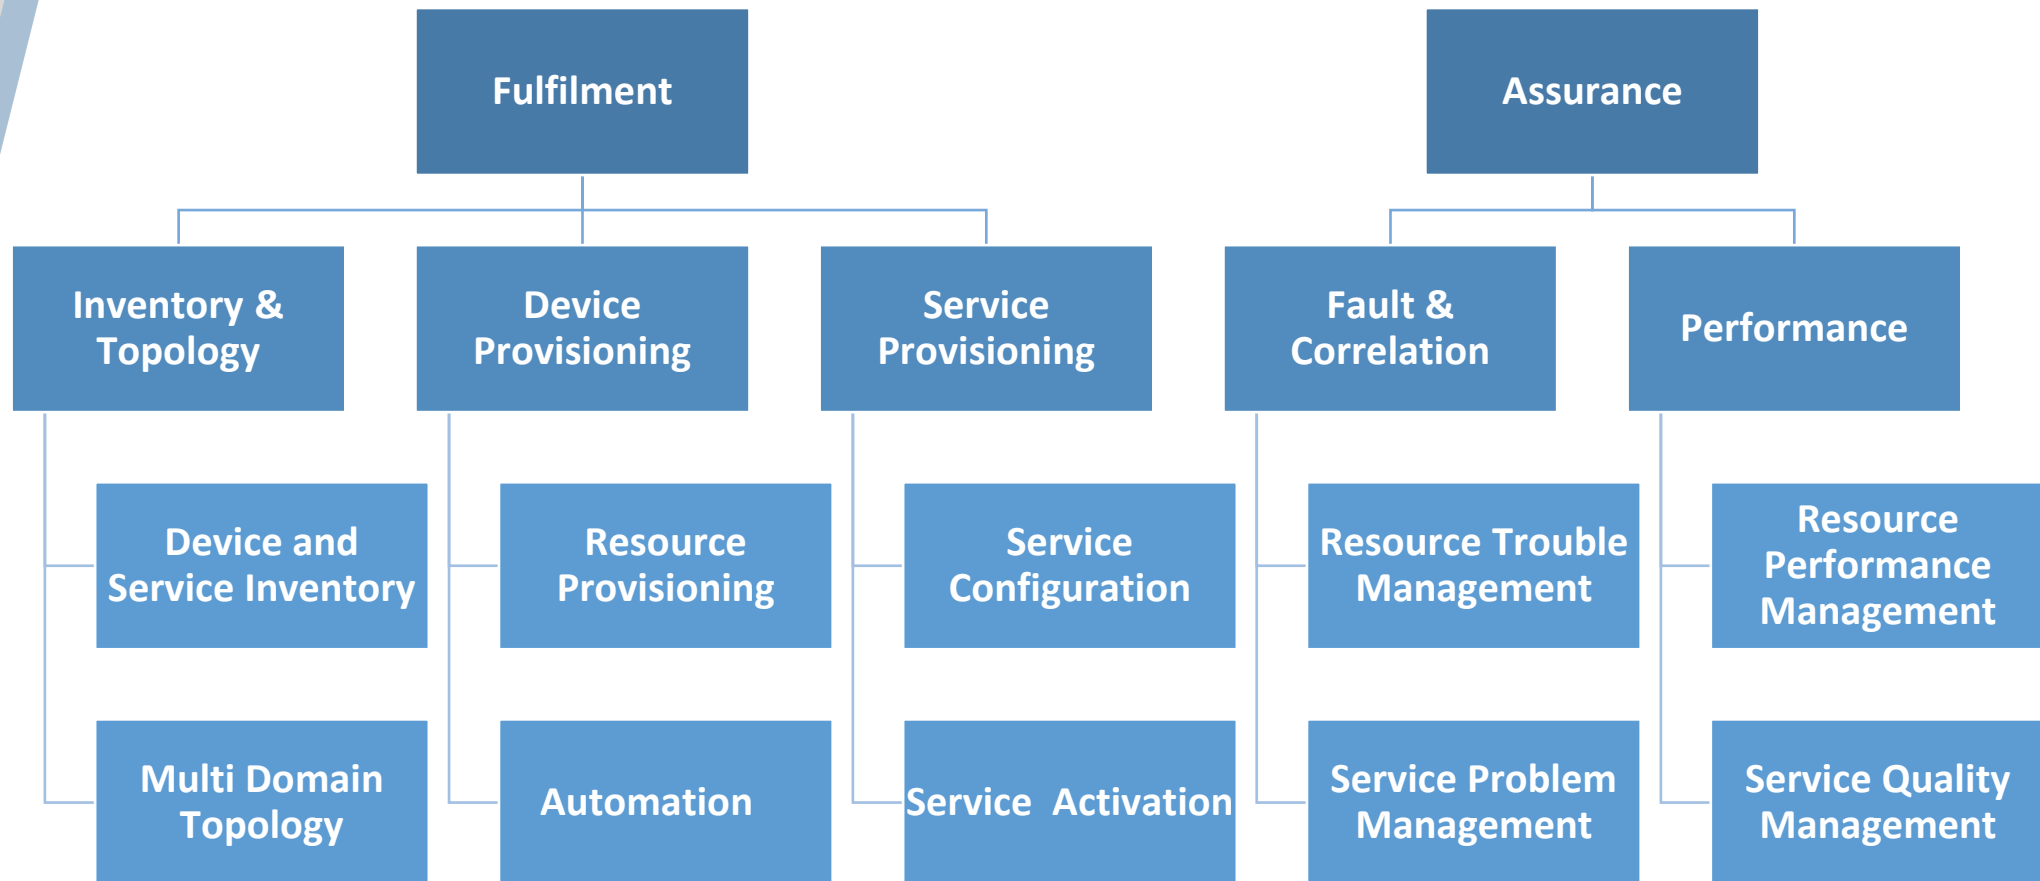 Fulfilment
Assurance
Inventory &
Topology
Device
Provisioning
Service
Provisioning
Fault &
Correlation
Performance
Device and
Service Inventory
Resource
Provisioning
Service
Configuration
Resource Trouble
Management
Resource
Performance
Management
Multi Domain
Topology
Automation
Service  Activation
Service Problem
Management
Service Quality
Management